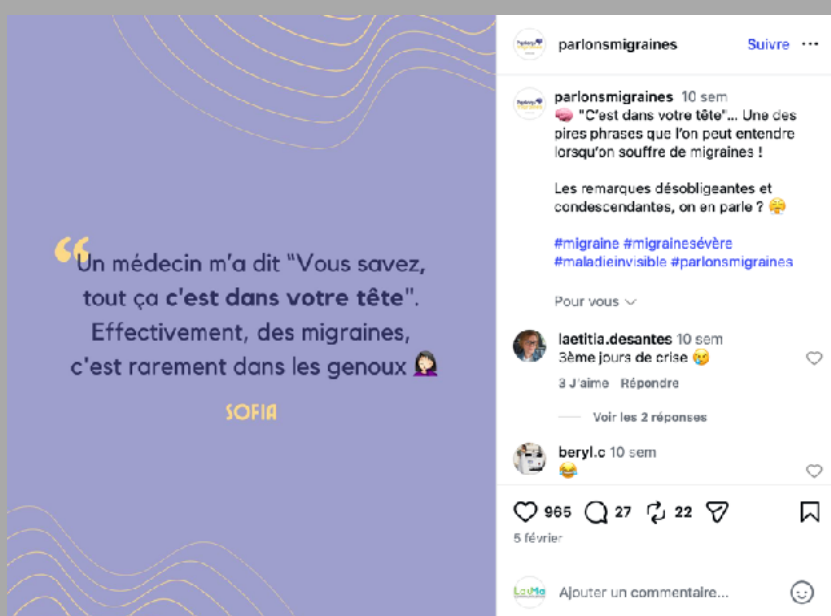 “Un médecin m'a dit "Vous savez,
tout ça c'est dans votre tête".
Effectivement, des migraines,
c'est rarement dans les genoux 🤦🏻‍♀️
SOFIA
parlonsmigraines
Suivre ···
parlonsmigraines 10 sem
🧠 "C'est dans votre tête"... Une des
pires phrases que l'on peut entendre
lorsqu'on souffre de migraines !
Les remarques désobligeantes et
condescendantes, on en parle ? 😤
#migraine #migrainesévère
#maladieinvisible #parlonsmigraines
Pour vous
laetitia.desantes 10 sem
3ème jours de crise 😢
3 J'aime Répondre
Voir les 2 réponses
beryl.c 10 sem
😂
965 27 22
5 février
Ajouter un commentaire...